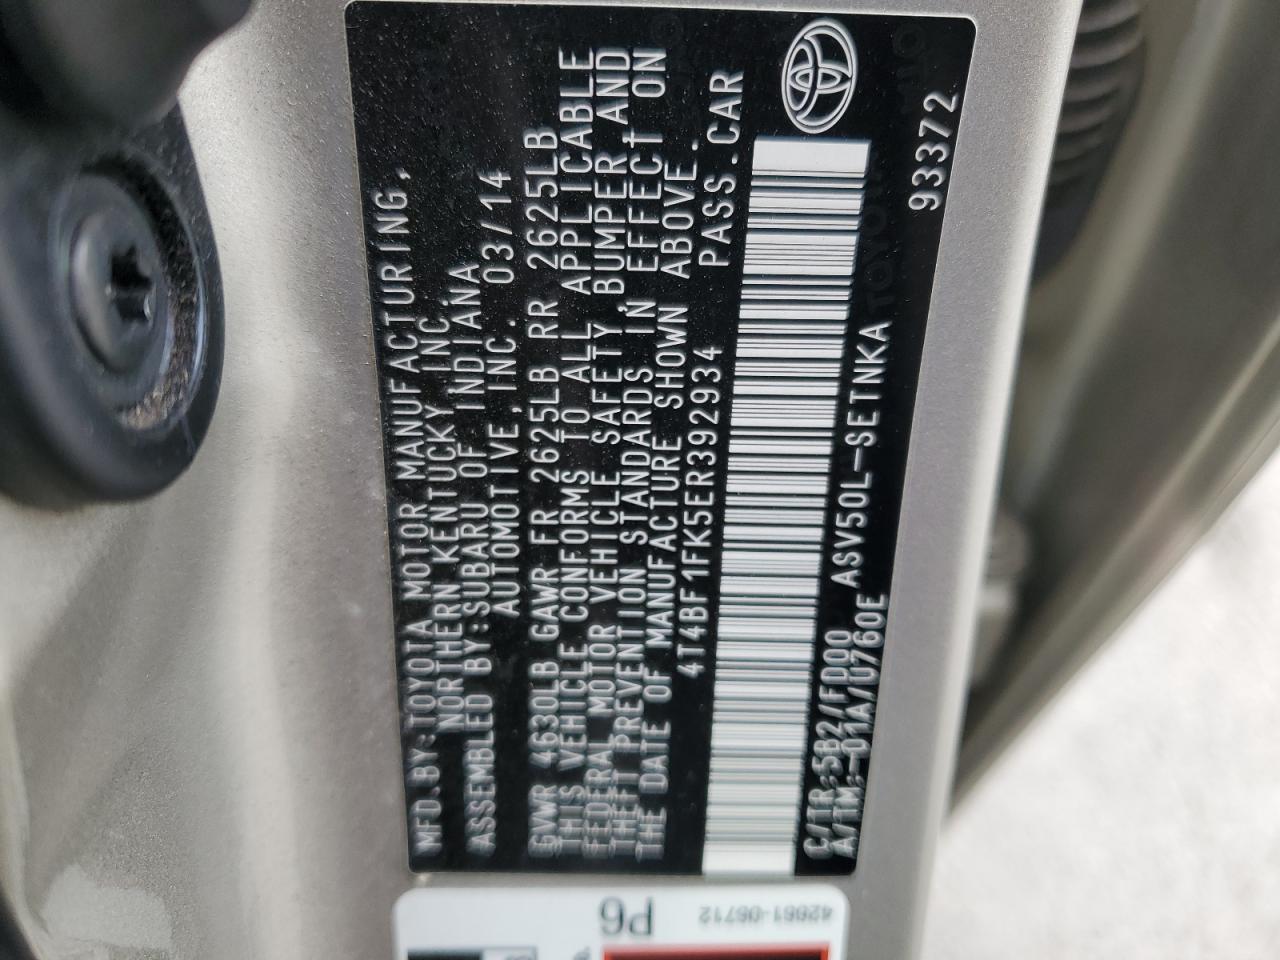 MFD.BY:TOYOTA MOTOR MANUFACTURING,
NORTHERN KENTUCKY INC.
ASSEMBLED BY:SUBARU OF INDIANA
AUTOMOTIVE,INC. 03/14
GVWR 4630LB GAWR FR 2625LB RR 2625LB
THIS VEHICLE CONFORMS TO ALL APPLICABLE
FEDERAL MOTOR VEHICLE SAFETY,BUMPER AND
THEFT PREVENTION STANDARDS IN EFFECT ON
THE DATE OF MANUFACTURE SHOWN ABOVE.
4T4BF1FK5ER392934 PASS.CAR
C/TR:5B2/FD00 ASV50L-SETNKA
A/TM:-01A/U760E
93372
P6
42661-06712